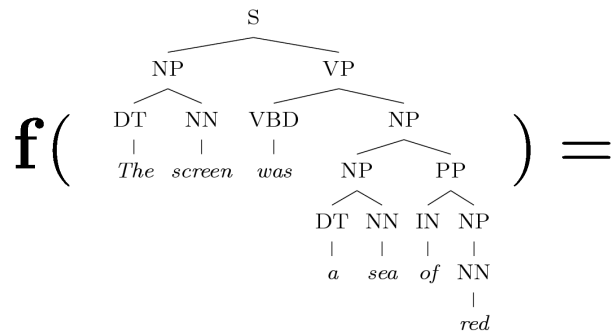 S
NP VP
DT NN VBD NP
f( The screen was NP PP ) =
DT NN IN NP
a sea of NN
red